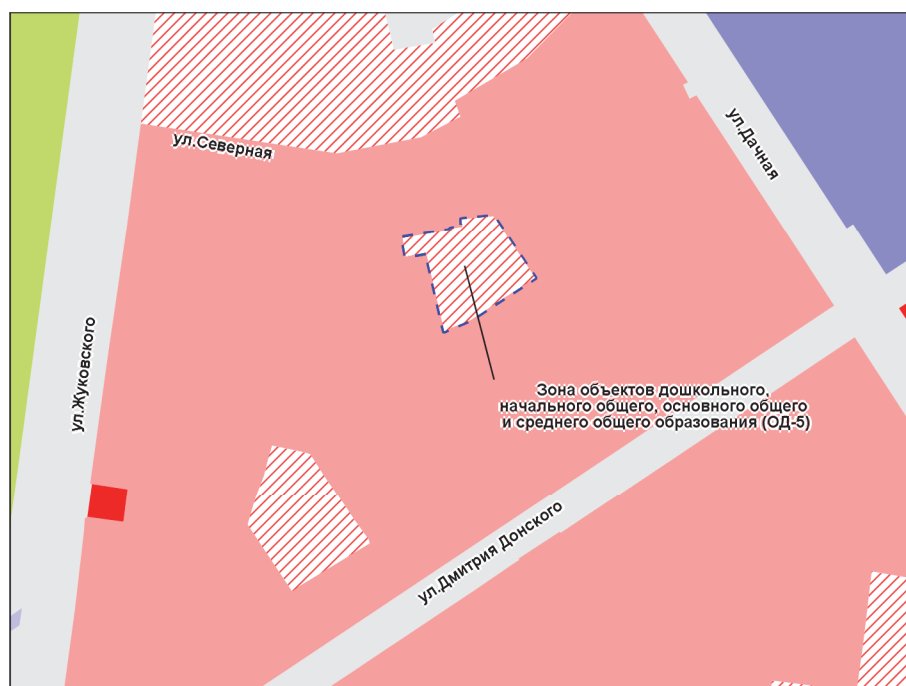 ул.Северная
ул.Дачная
ул.Жуковского
Зона объектов дошкольного,
начального общего, основного общего
и среднего общего образования (ОД-5)
ул.Дмитрия Донского